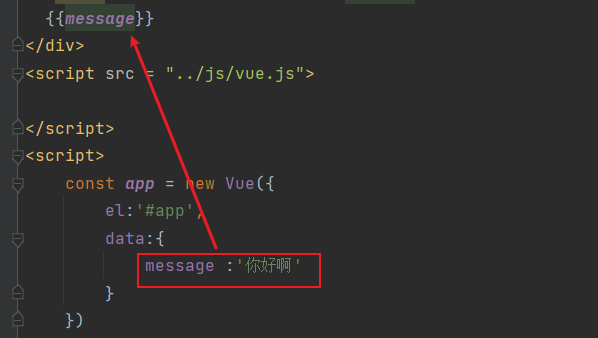 {{message}}
</div>
<script src = "../js/vue.js">
</script>
<script>
const app = new Vue({
el:'#app',
data:{
message :'你好啊'
}
})